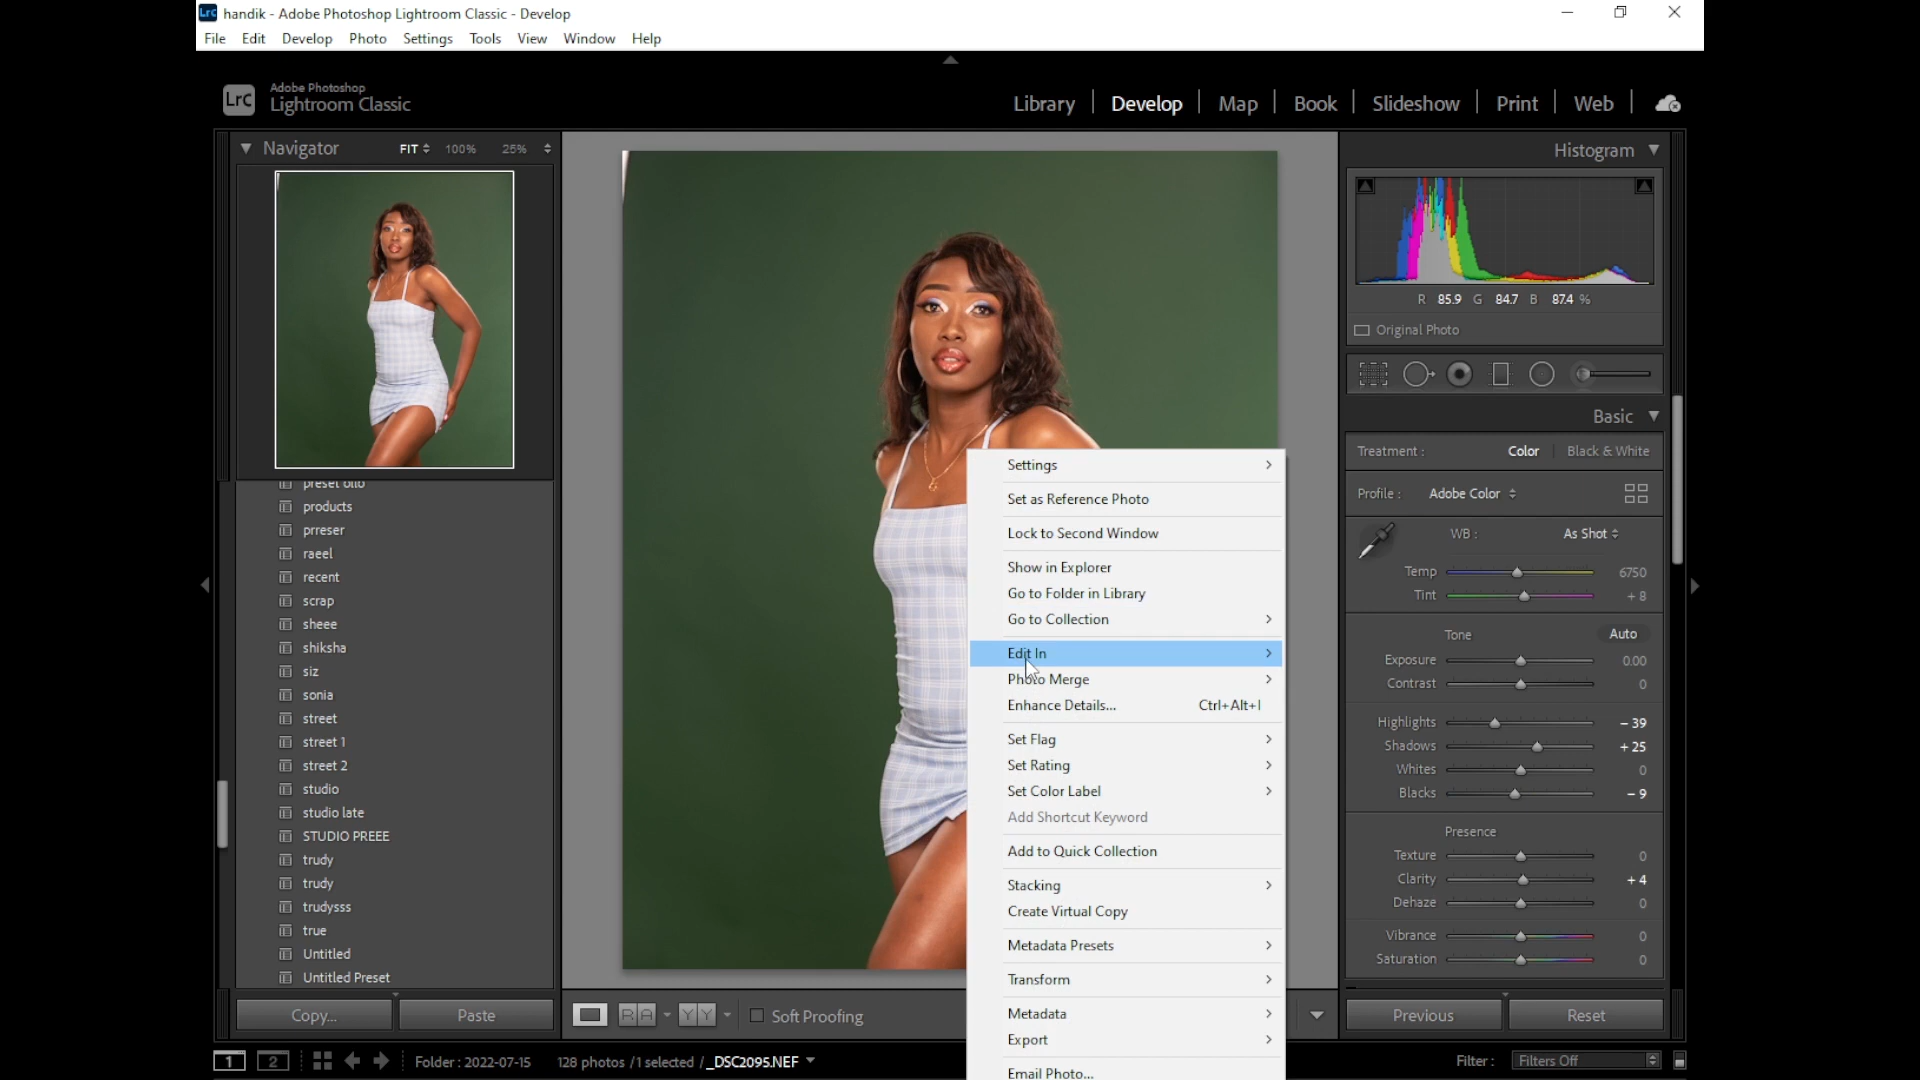 Lrc handik - Adobe Photoshop Lightroom Classic - Develop
File Edit Develop Photo Settings Tools View Window Help
LrC Adobe Photoshop
Lightroom Classic
Library Develop Map Book Slideshow Print Web
Navigator FIT 100% 25%
preset ollo
products
prreser
raeel
recent
scrap
sheee
shiksha
siz
sonia
street
street 1
street 2
studio
studio late
STUDIO PREEE
trudy
trudy
trudysss
true
Untitled
Untitled Preset
Copy... Paste
Settings
Set as Reference Photo
Lock to Second Window
Show in Explorer
Go to Folder in Library
Go to Collection
Edit In
Photo Merge
Enhance Details... Ctrl+Alt+I
Set Flag
Set Rating
Set Color Label
Add Shortcut Keyword
Add to Quick Collection
Stacking
Create Virtual Copy
Metadata Presets
Transform
Metadata
Export
Email Photo...
Histogram
R 85.9 G 84.7 B 87.4 %
Original Photo
Basic
Treatment : Color Black & White
Profile : Adobe Color
WB : As Shot
Temp 6750
Tint + 8
Tone Auto
Exposure 0.00
Contrast 0
Highlights − 39
Shadows + 25
Whites 0
Blacks − 9
Presence
Texture 0
Clarity + 4
Dehaze 0
Vibrance 0
Saturation 0
R A Y Y Soft Proofing
Previous Reset
1 2 Folder : 2022-07-15 128 photos / 1 selected / _DSC2095.NEF Filter : Filters Off